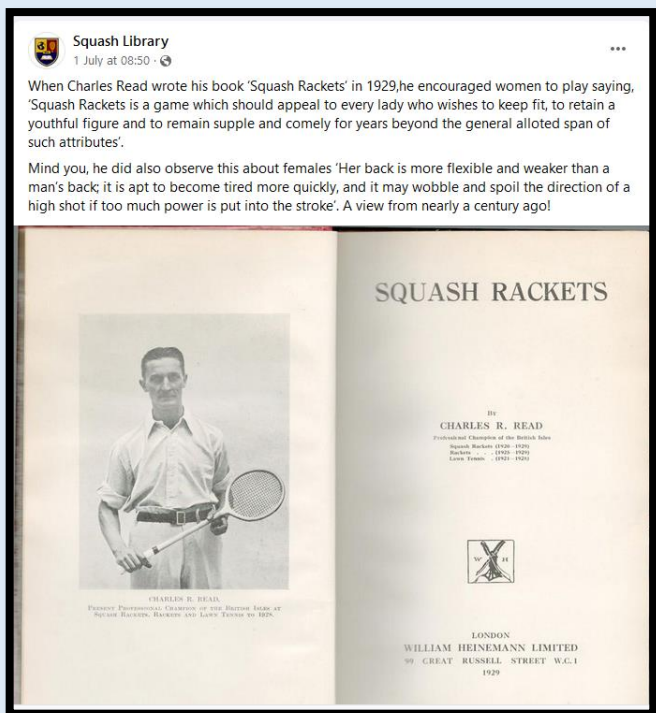 Squash Library
1 July at 08:50 ·
When Charles Read wrote his book 'Squash Rackets' in 1929,he encouraged women to play saying,
'Squash Rackets is a game which should appeal to every lady who wishes to keep fit, to retain a
youthful figure and to remain supple and comely for years beyond the general alloted span of
such attributes'.
Mind you, he did also observe this about females 'Her back is more flexible and weaker than a
man's back; it is apt to become tired more quickly, and it may wobble and spoil the direction of a
high shot if too much power is put into the stroke'. A view from nearly a century ago!
CHARLES R. READ,
PRESENT PROFESSIONAL CHAMPION OF THE BRITISH ISLES AT
SQUASH RACKETS, RACKETS AND LAWN TENNIS TO 1928.
SQUASH RACKETS
By
CHARLES R. READ
Professional Champion of the British Isles
Squash Rackets (1920-1929)
Rackets . . .
Lawn Tennis . (1921-1928)
W H
LONDON
WILLIAM HEINEMANN LIMITED
99 GREAT RUSSELL STREET W.C.1
1929